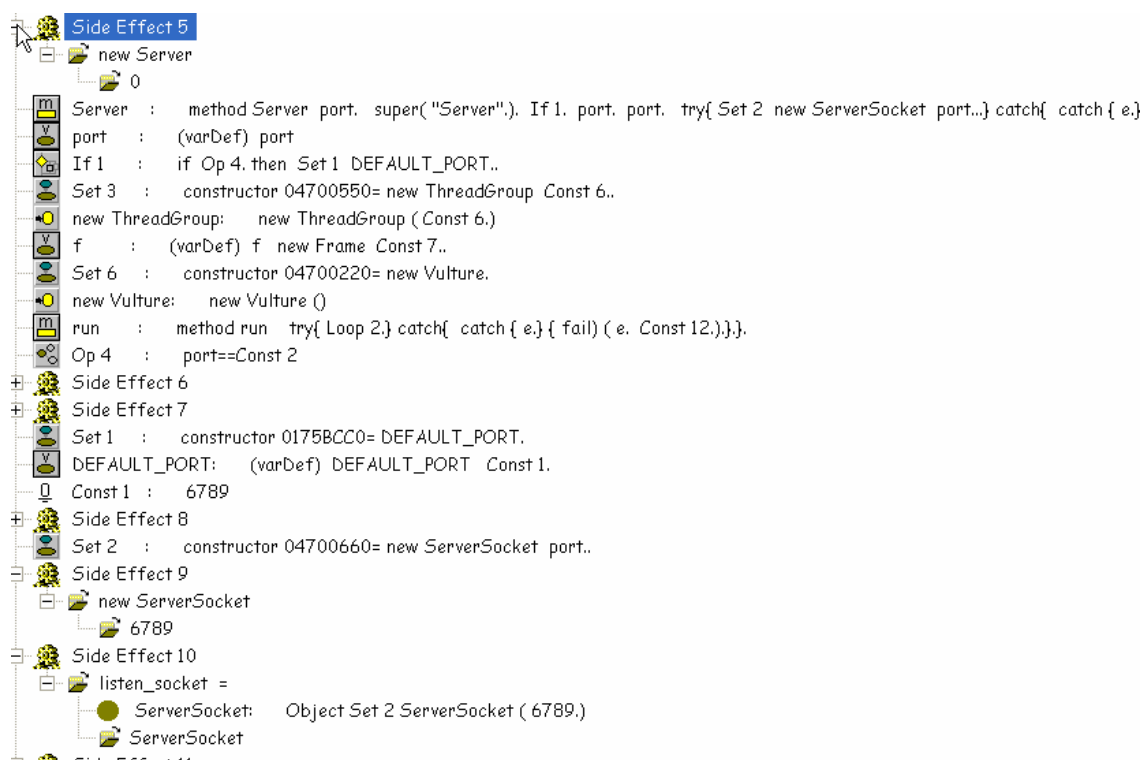 Side Effect 5
new Server
0
Server : method Server port. super( "Server".). If 1. port. port. try{ Set 2 new ServerSocket port...} catch{ catch { e.}
port : (varDef) port
If 1 : if Op 4. then Set 1 DEFAULT_PORT..
Set 3 : constructor 04700550= new ThreadGroup Const 6..
new ThreadGroup: new ThreadGroup ( Const 6.)
f : (varDef) f new Frame Const 7..
Set 6 : constructor 04700220= new Vulture.
new Vulture: new Vulture ()
run : method run try{ Loop 2.} catch{ catch { e.} { fail) ( e. Const 12.).}.}.
Op 4 : port==Const 2
Side Effect 6
Side Effect 7
Set 1 : constructor 0175BCC0= DEFAULT_PORT.
DEFAULT_PORT: (varDef) DEFAULT_PORT Const 1.
Const 1 : 6789
Side Effect 8
Set 2 : constructor 04700660= new ServerSocket port..
Side Effect 9
new ServerSocket
6789
Side Effect 10
listen_socket =
ServerSocket: Object Set 2 ServerSocket ( 6789.)
ServerSocket